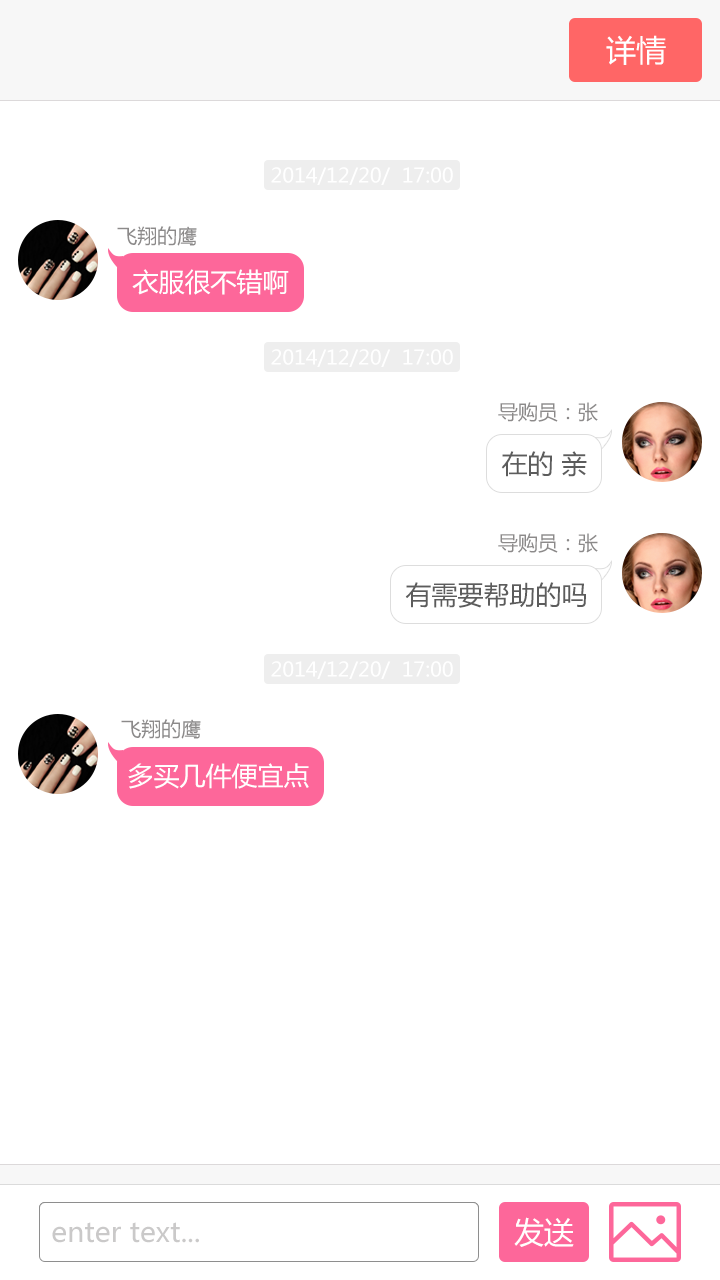 详情
2014/12/20/ 17:00
飞翔的鹰
衣服很不错啊
2014/12/20/ 17:00
导购员：张
在的 亲
导购员：张
有需要帮助的吗
2014/12/20/ 17:00
飞翔的鹰
多买几件便宜点
enter text... 发送